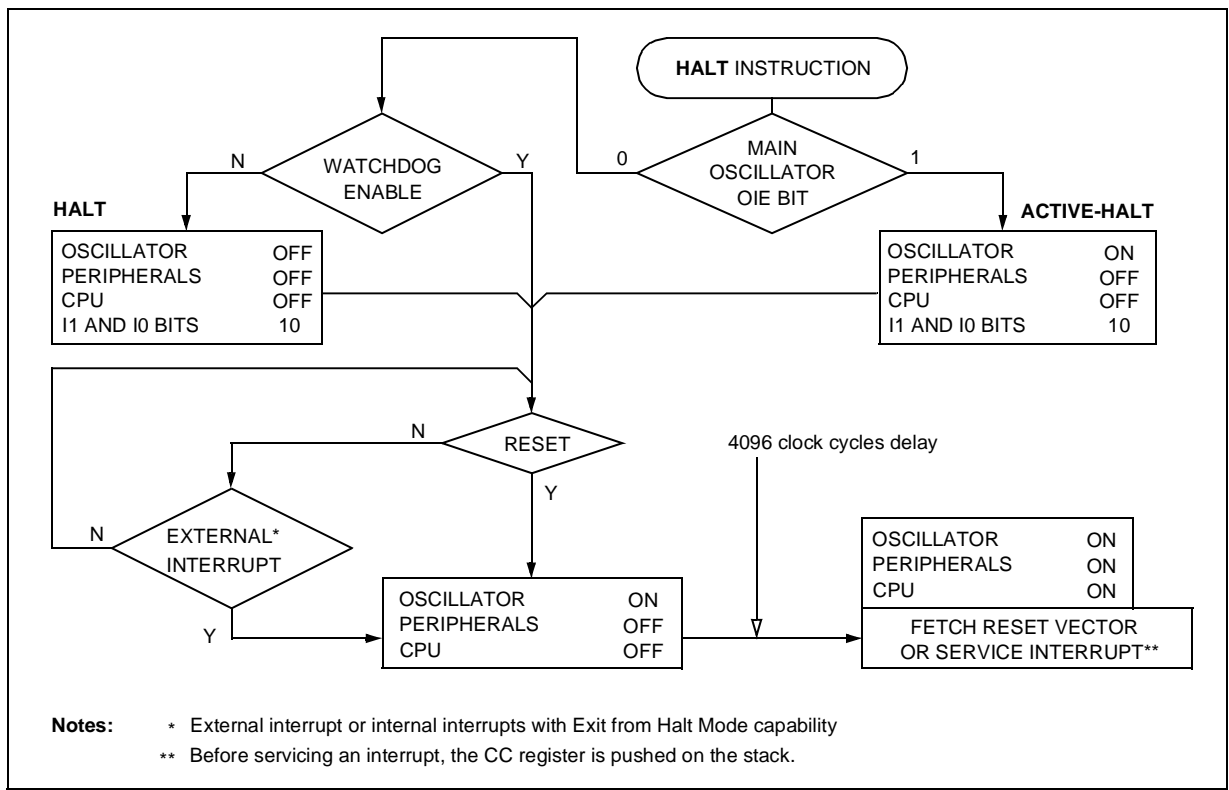 HALT INSTRUCTION
MAIN
OSCILLATOR
OIE BIT
0
1
WATCHDOG
ENABLE
N
Y
HALT
OSCILLATOR OFF
PERIPHERALS OFF
CPU OFF
I1 AND I0 BITS 10
ACTIVE-HALT
OSCILLATOR ON
PERIPHERALS OFF
CPU OFF
I1 AND I0 BITS 10
RESET
N
Y
EXTERNAL*
INTERRUPT
N
Y
OSCILLATOR ON
PERIPHERALS OFF
CPU OFF
4096 clock cycles delay
OSCILLATOR ON
PERIPHERALS ON
CPU ON
FETCH RESET VECTOR
OR SERVICE INTERRUPT**
Notes: * External interrupt or internal interrupts with Exit from Halt Mode capability
** Before servicing an interrupt, the CC register is pushed on the stack.